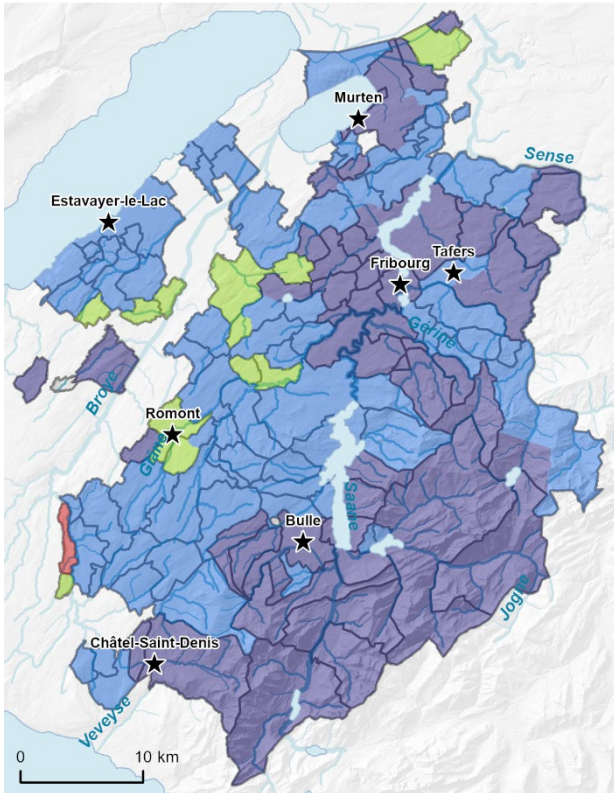 Murten
Sense
Estavayer-le-Lac
Tafers
Fribourg
Gérine
Broye
Romont
Glâne
Sarine
Bulle
Jogne
Châtel-Saint-Denis
Veveyse
0 10 km